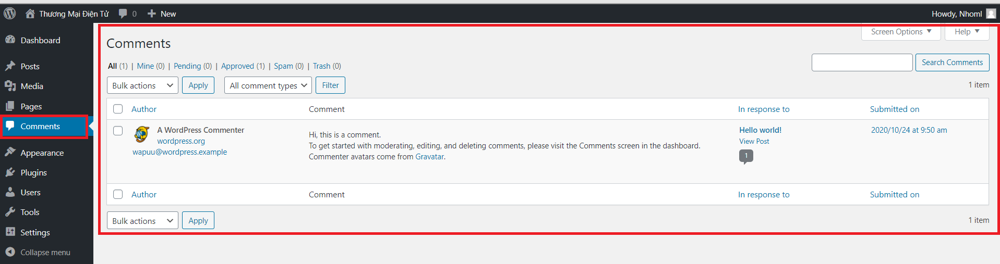 Thương Mại Điện Tử 0 New Howdy, Nhoml
Dashboard
Posts
Media
Pages
Comments
Appearance
Plugins
Users
Tools
Settings
Collapse menu
Screen Options Help
Comments
All (1) | Mine (0) | Pending (0) | Approved (1) | Spam (0) | Trash (0)
Search Comments
Bulk actions Apply All comment types Filter 1 item
Author Comment In response to Submitted on
A WordPress Commenter
wordpress.org
wapuu@wordpress.example
Hi, this is a comment.
To get started with moderating, editing, and deleting comments, please visit the Comments screen in the dashboard.
Commenter avatars come from Gravatar.
Hello world!
View Post
1
2020/10/24 at 9:50 am
Author Comment In response to Submitted on
Bulk actions Apply 1 item